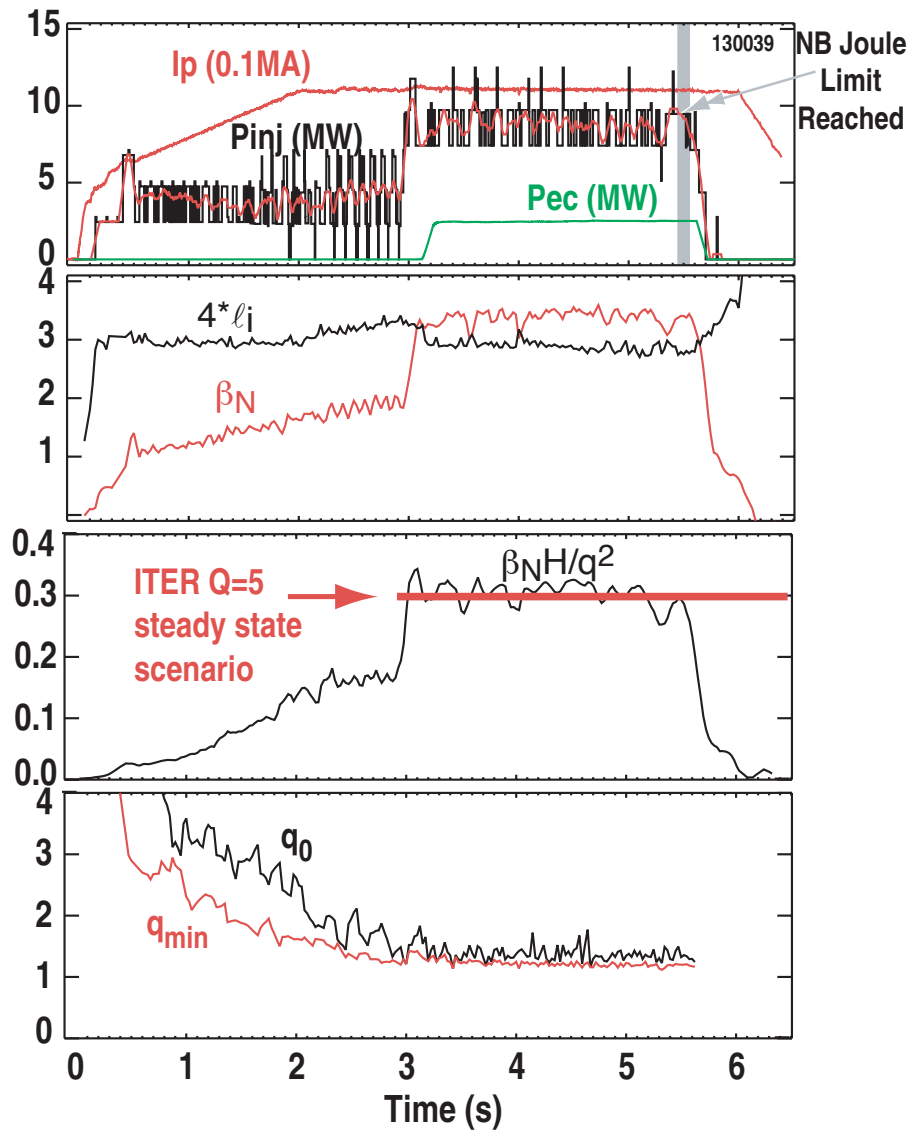 15
10
5
0
Ip (0.1MA)
130039
NB Joule
Limit
Reached
Pinj (MW)
Pec (MW)
4
3
2
1
4*ℓi
βN
0.4
0.3
0.2
0.1
0.0
ITER Q=5
steady state
scenario
βNH/q²
4
3
2
1
0
q0
qmin
0 1 2 3 4 5 6
Time (s)